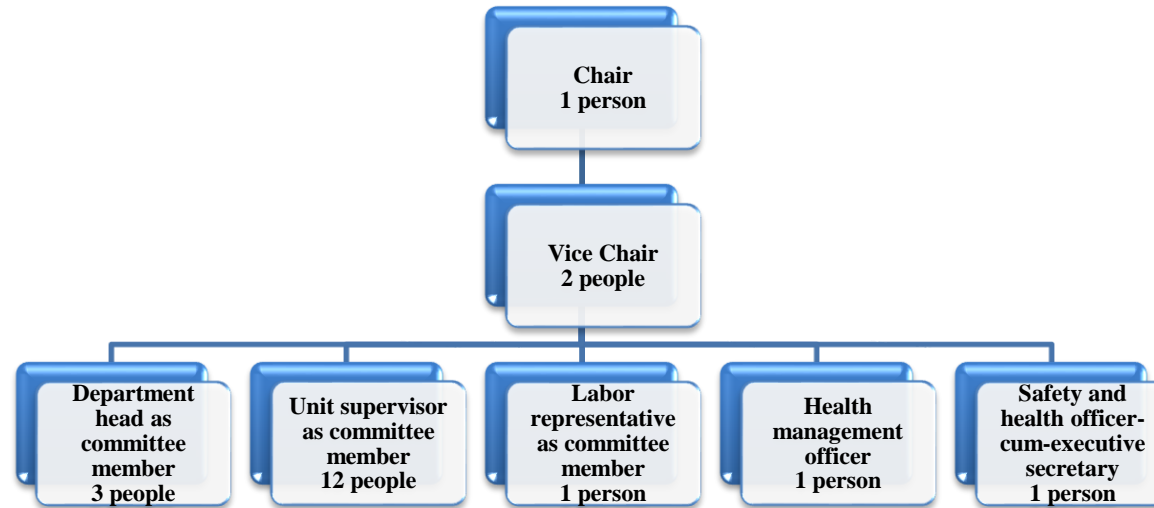 Chair
1 person
Vice Chair
2 people
Department
head as
committee
member
3 people
Unit supervisor
as committee
member
12 people
Labor
representative
as committee
member
1 person
Health
management
officer
1 person
Safety and
health officer-
cum-executive
secretary
1 person